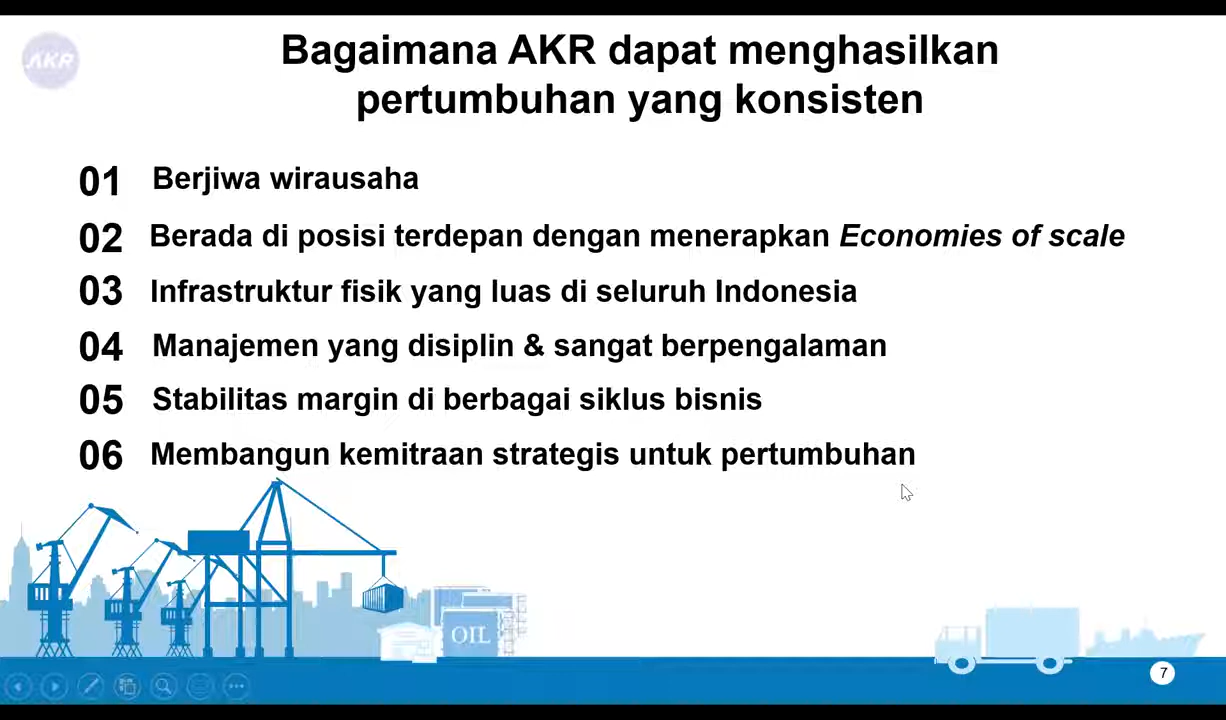 AKR
Bagaimana AKR dapat menghasilkan
pertumbuhan yang konsisten
01 Berjiwa wirausaha
02 Berada di posisi terdepan dengan menerapkan Economies of scale
03 Infrastruktur fisik yang luas di seluruh Indonesia
04 Manajemen yang disiplin & sangat berpengalaman
05 Stabilitas margin di berbagai siklus bisnis
06 Membangun kemitraan strategis untuk pertumbuhan
OIL
7